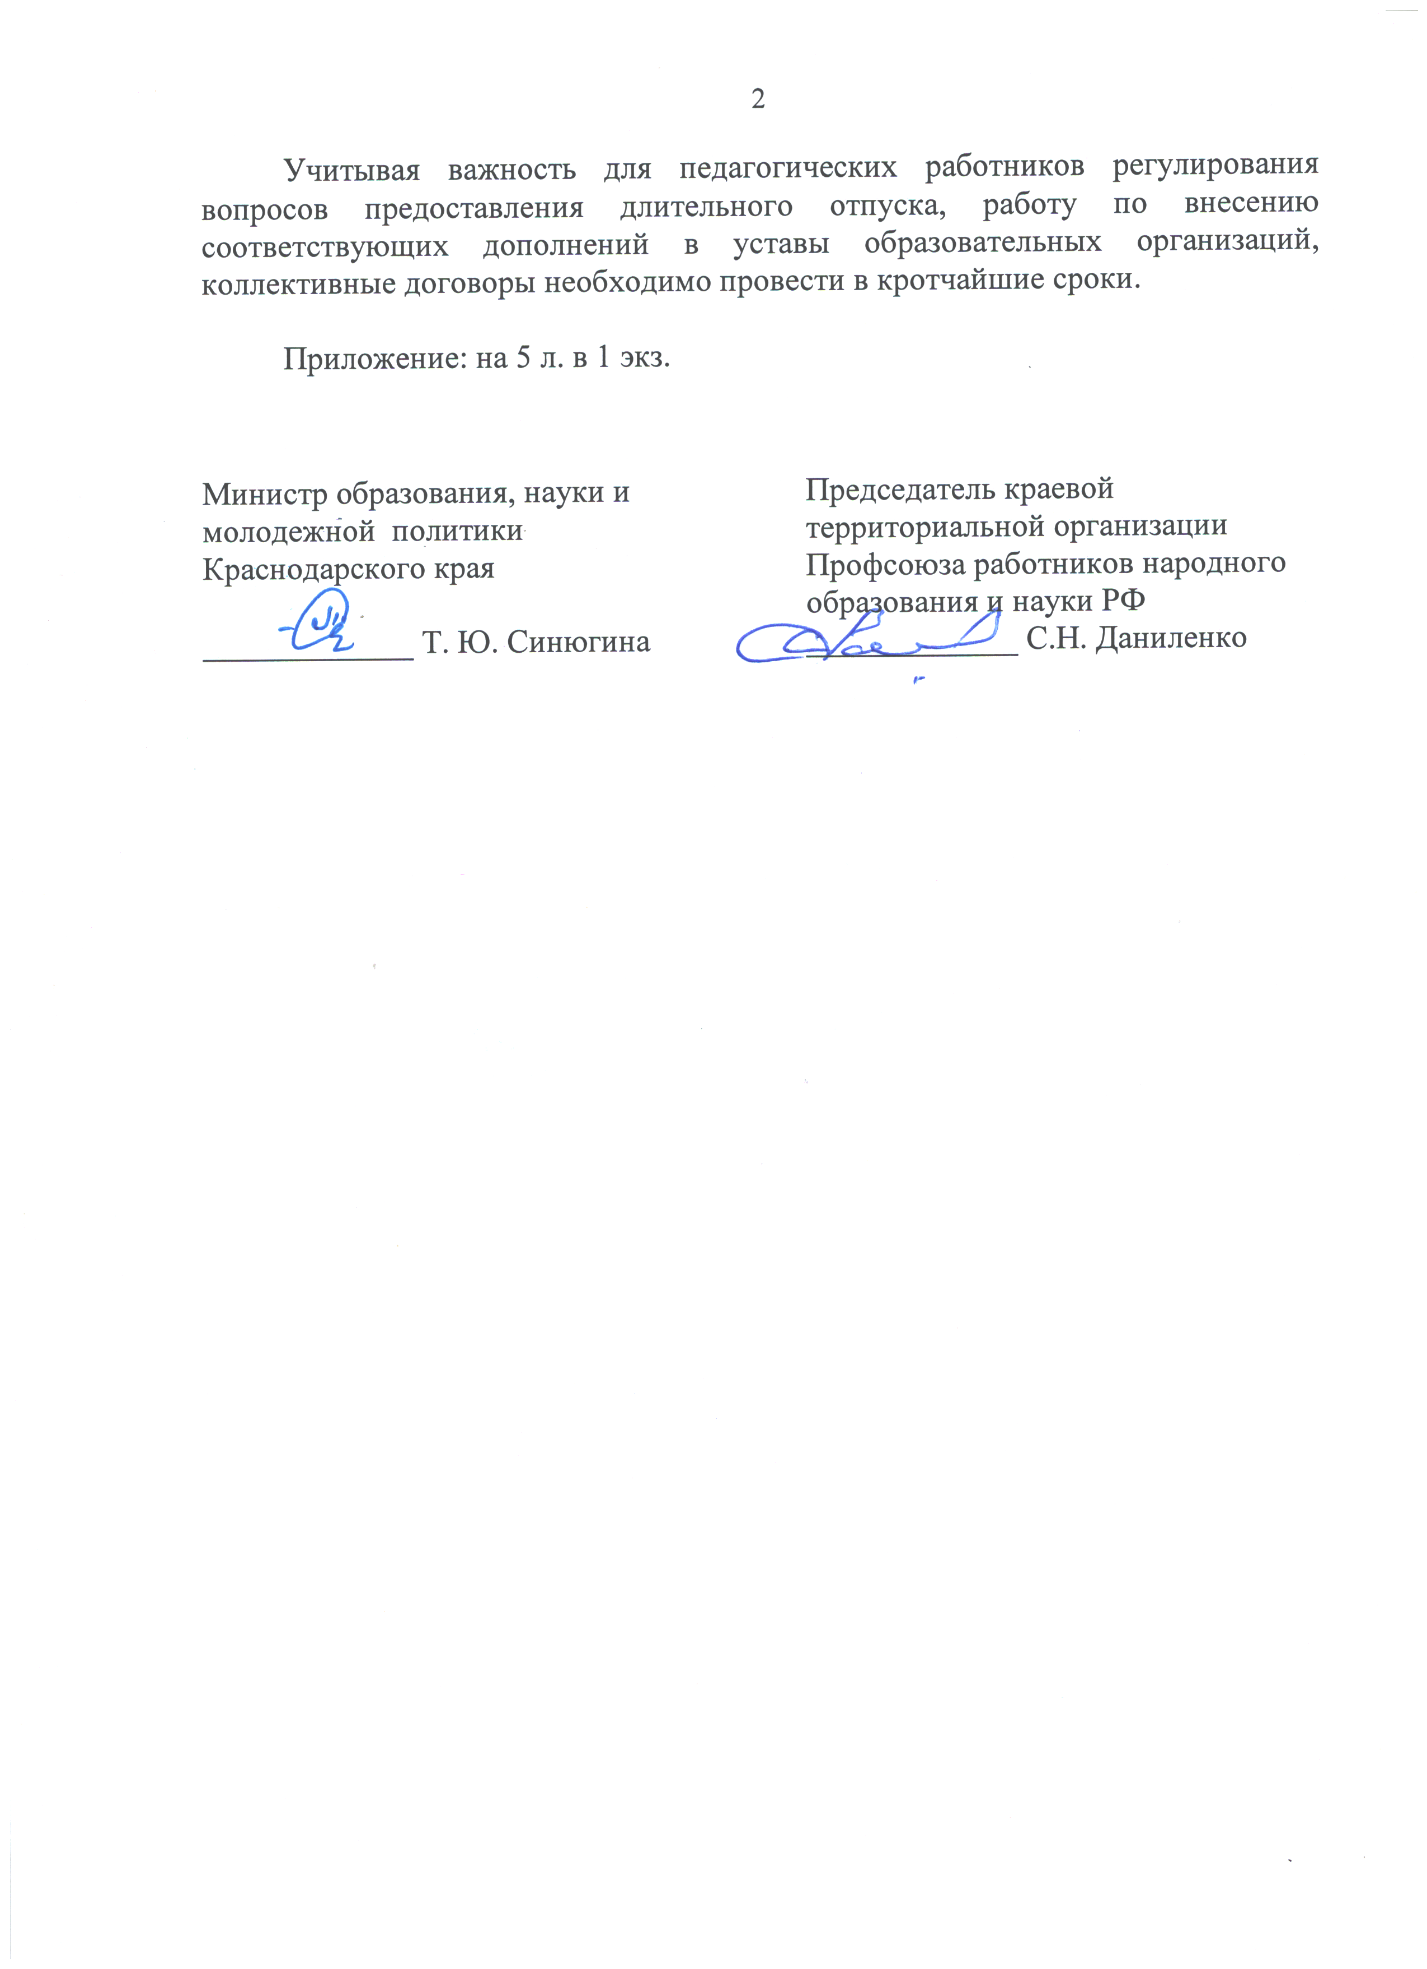 2
Учитывая важность для педагогических работников регулирования
вопросов предоставления длительного отпуска, работу по внесению
соответствующих дополнений в уставы образовательных организаций,
коллективные договоры необходимо провести в кротчайшие сроки.
Приложение: на 5 л. в 1 экз.
Министр образования, науки и
молодежной политики
Краснодарского края
Т. Ю. Синюгина
Председатель краевой
территориальной организации
Профсоюза работников народного
образования и науки РФ
С.Н. Даниленко